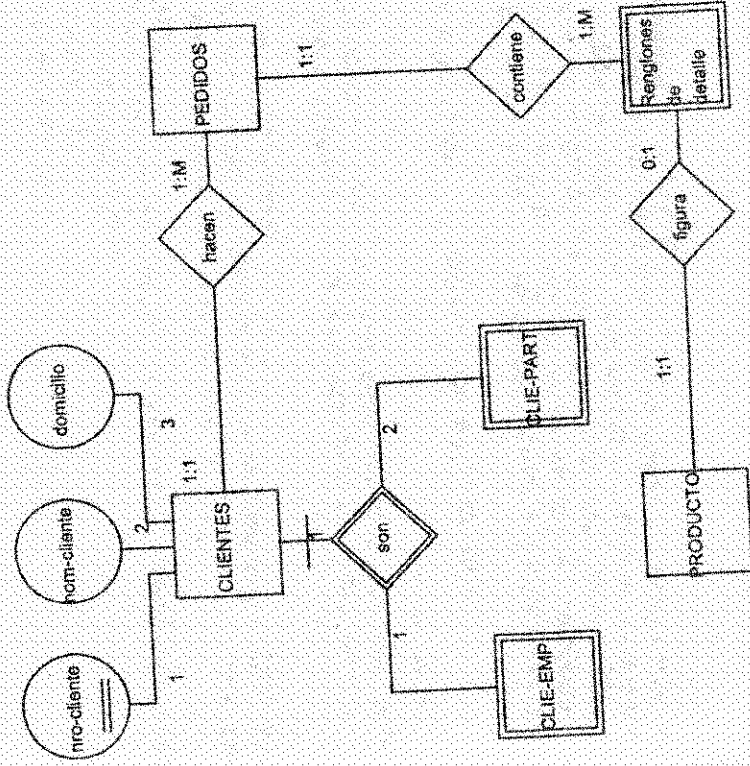 nro-cliente
nom-cliente
domicilio
1
2
3
CLIENTES
1:1
hacen
1:M
PEDIDOS
1:1
contiene
1:M
Renglones
de
detalle
0:1
figura
1:1
PRODUCTO
1
son
1
2
CLIE-EMP
CLIE-PART